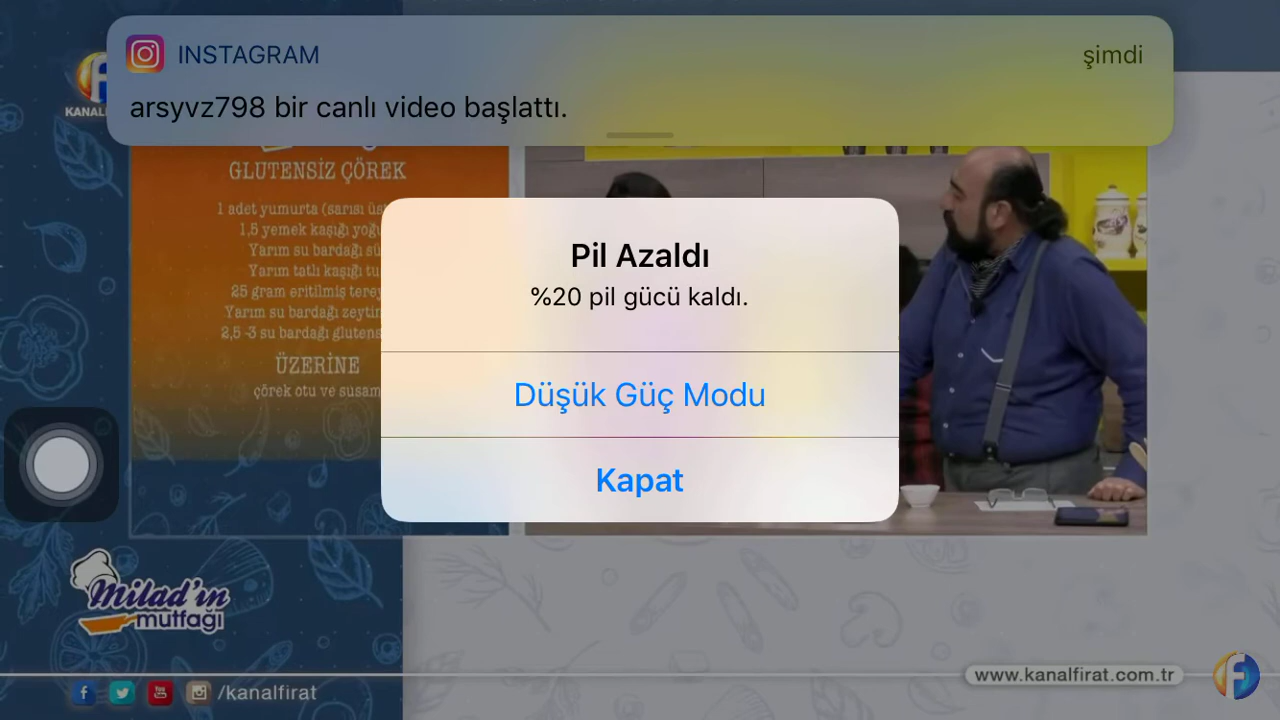 INSTAGRAM
şimdi
arsyvz798 bir canlı video başlattı.
KANAL
GLUTENSİZ ÇÖREK
1 adet yumurta (sarısı
1,5 yemek kaşığı
Yarım su bardağı
Yarım tatlı kaşığı
25 gram eritilmiş
Yarım su bardağı
2,5 -3 su bardağı
ÜZERİNE
çörek otu ve susam
Pil Azaldı
%20 pil gücü kaldı.
Düşük Güç Modu
Kapat
Milad'ın
mutfağı
/kanalfirat
www.kanalfirat.com.tr